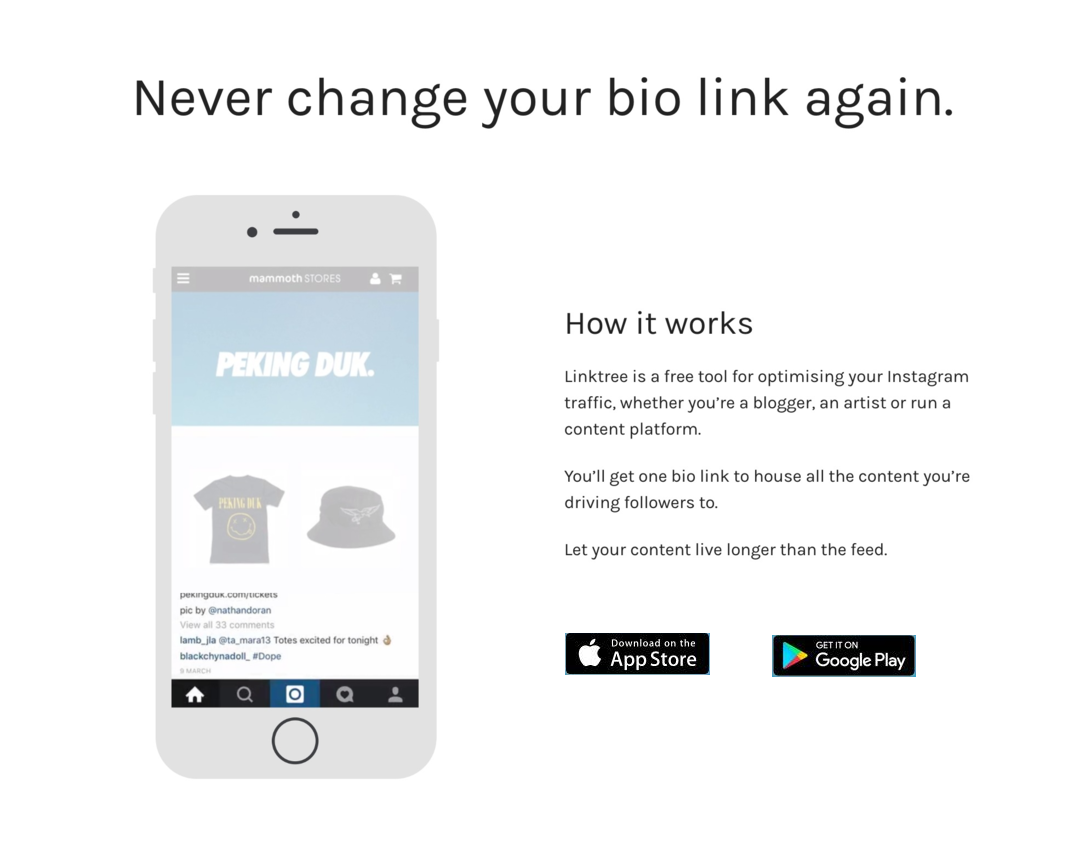 Never change your bio link again.
mammoth STORES
PEKING DUK.
PEKING DUK
pekingduk.com/tickets
pic by @nathandoran
View all 33 comments
lamb_jla @ta_mara13 Totes excited for tonight 👌🏽
blackchynadoll_ #Dope
9 MARCH
How it works
Linktree is a free tool for optimising your Instagram
traffic, whether you’re a blogger, an artist or run a
content platform.
You’ll get one bio link to house all the content you’re
driving followers to.
Let your content live longer than the feed.
Download on the
App Store
GET IT ON
Google Play